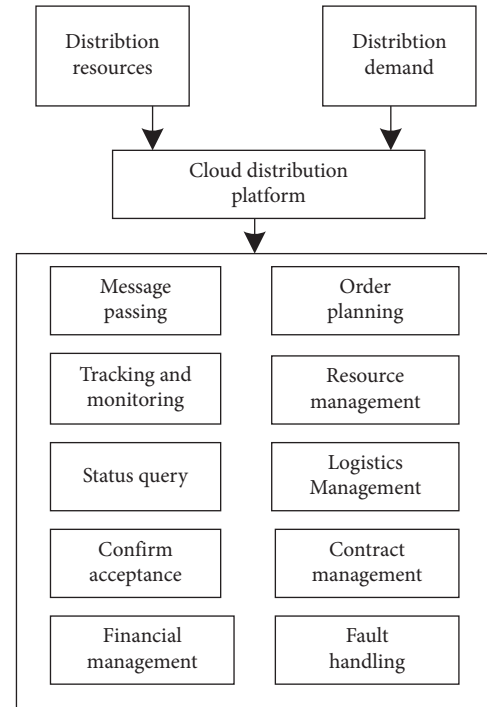 Distribtion
resources
Distribtion
demand
Cloud distribution
platform
Message
passing
Order
planning
Tracking and
monitoring
Resource
management
Status query
Logistics
Management
Confirm
acceptance
Contract
management
Financial
management
Fault
handling